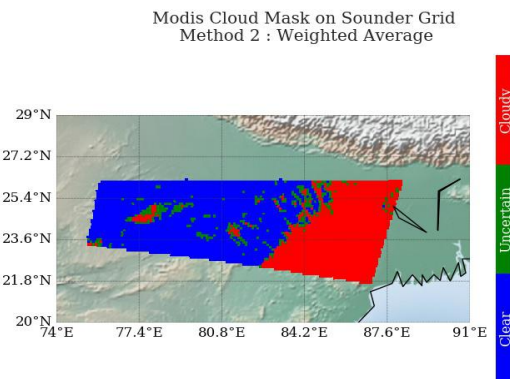 Modis Cloud Mask on Sounder Grid
Method 2 : Weighted Average
Cloudy
Uncertain
Clear
29°N
27.2°N
25.4°N
23.6°N
21.8°N
20°N
74°E 77.4°E 80.8°E 84.2°E 87.6°E 91°E